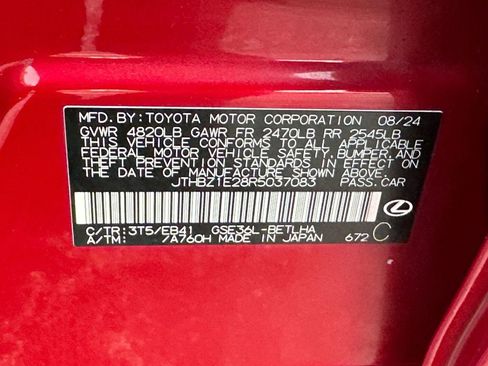 MFD. BY: TOYOTA MOTOR CORPORATION 08/24
GVWR 4820LB GAWR FR 2470LB RR 2545LB
THIS VEHICLE CONFORMS TO ALL APPLICABLE
FEDERAL MOTOR VEHICLE SAFETY, BUMPER, AND
THEFT PREVENTION STANDARDS IN EFFECT ON
THE DATE OF MANUFACTURE SHOWN ABOVE.
JTHBZ1E28R5037083 PASS.CAR
C/TR: 3T5/EB41 GSE36L-BETLHA
A/TM: /A760H MADE IN JAPAN 672 C